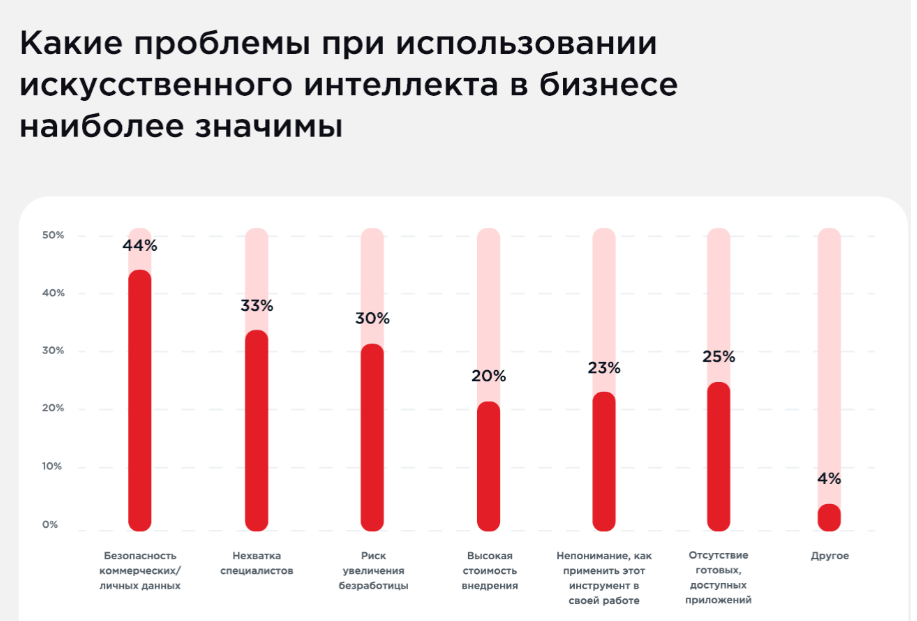 Какие проблемы при использовании
искусственного интеллекта в бизнесе
наиболее значимы
50%
40%
30%
20%
10%
0%
44%
33%
30%
20%
23%
25%
4%
Безопасность
коммерческих/
личных данных
Нехватка
специалистов
Риск
увеличения
безработицы
Высокая
стоимость
внедрения
Непонимание, как
применить этот
инструмент в
своей работе
Отсутствие
готовых,
доступных
приложений
Другое